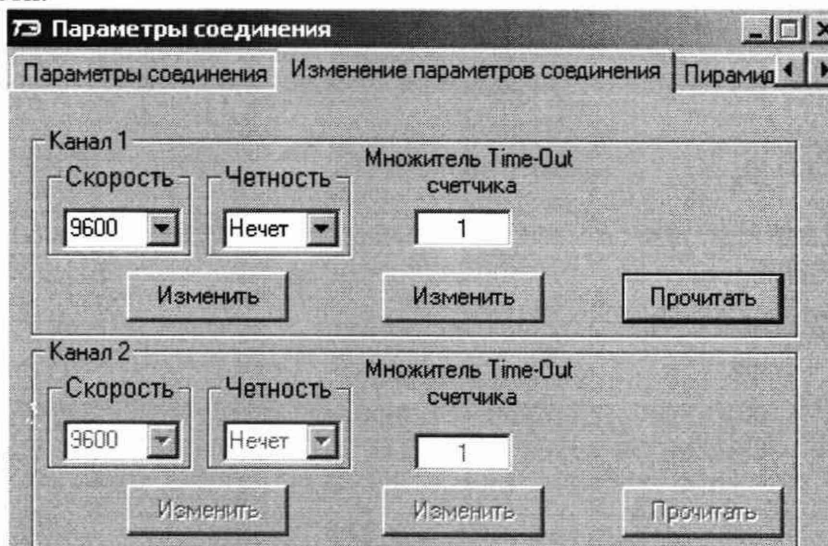 ТЭ Параметры соединения
Параметры соединения Изменение параметров соединения Пирамид
Канал 1
Скорость Четность Множитель Time-Out счетчика
9600 Нечет 1
Изменить Изменить Прочитать
Канал 2
Скорость Четность Множитель Time-Out счетчика
9600 Нечет 1
Изменить Изменить Прочитать